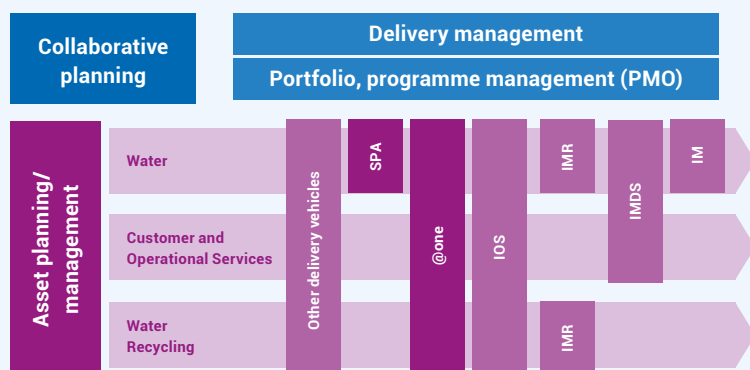 Collaborative
planning
Delivery management
Portfolio, programme management (PMO)
Asset planning/
management
Water
Customer and
Operational Services
Water
Recycling
Other delivery vehicles
SPA
@one
IOS
IMR
IMR
IMDS
IM